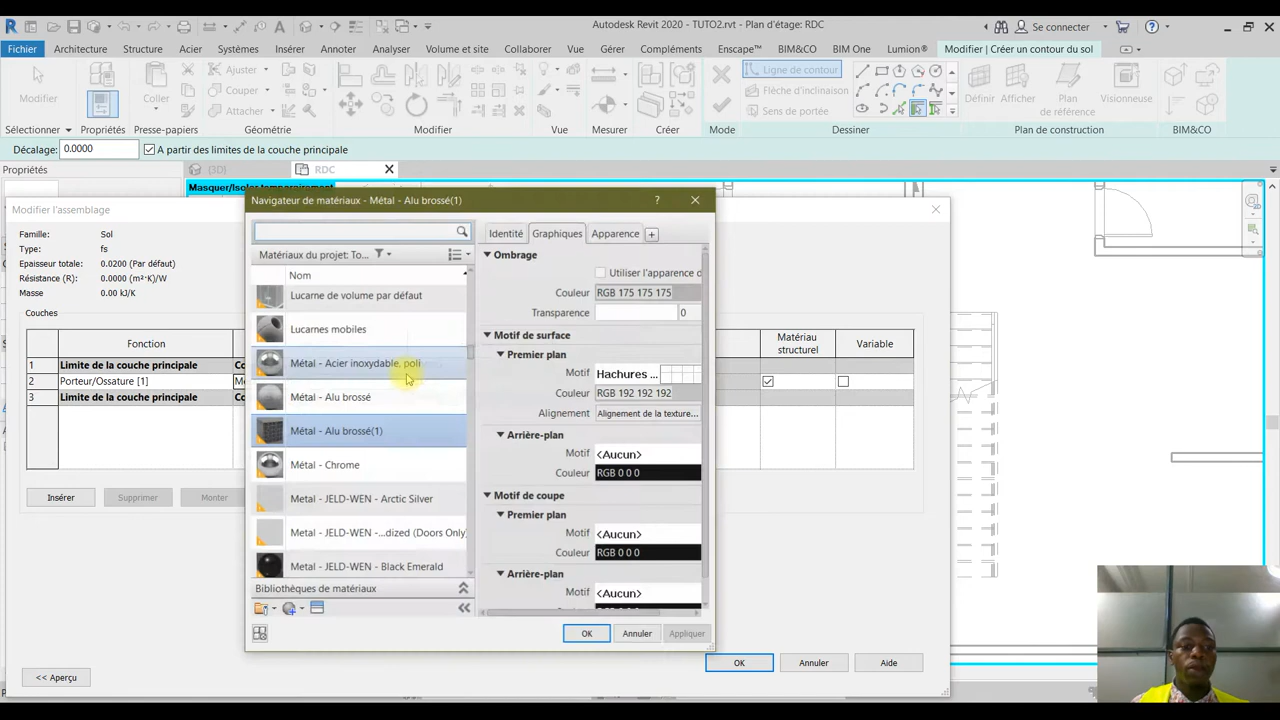 Autodesk Revit 2020 - TUTO2.rvt - Plan d'étage: RDC
Se connecter
Fichier Architecture Structure Acier Systèmes Insérer Annoter Analyser Volume et site Collaborer Vue Gérer Compléments Enscape™ BIM&CO BIM One Lumion® Modifier | Créer un contour du sol
Modifier
Coller
Ajuster
Couper
Attacher
Ligne de contour
Flèche d'inclinaison
Sens de portée
Définir Afficher Plan de référence Visionneuse
Sélectionner Propriétés Presse-papiers Géométrie Modifier Vue Mesurer Créer Mode Dessiner Plan de construction BIM&CO
Décalage: 0.0000 A partir des limites de la couche principale
Propriétés
{3D} RDC
Masquer/Isoler temporairement
Modifier l'assemblage
Famille: Sol
Type: fs
Epaisseur totale: 0.0200 (Par défaut)
Résistance (R): 0.0000 (m²·K)/W
Masse 0.00 kJ/K
Couches
Fonction
Matériau structurel
Variable
1 Limite de la couche principale Co
2 Porteur/Ossature [1]
3 Limite de la couche principale Co
Insérer Supprimer Monter
<< Aperçu
OK Annuler Aide
Navigateur de matériaux - Métal - Alu brossé(1)
Matériaux du projet: To...
Nom
Lucarne de volume par défaut
Lucarnes mobiles
Métal - Acier inoxydable, poli
Métal - Alu brossé
Métal - Alu brossé(1)
Métal - Chrome
Metal - JELD-WEN - Arctic Silver
Metal - JELD-WEN -...dized (Doors Only)
Metal - JELD-WEN - Black Emerald
Bibliothèques de matériaux
Identité Graphiques Apparence
Ombrage
Utiliser l'apparence d
Couleur RGB 175 175 175
Transparence 0
Motif de surface
Premier plan
Motif Hachures ...
Couleur RGB 192 192 192
Alignement Alignement de la texture...
Arrière-plan
Motif <Aucun>
Couleur RGB 0 0 0
Motif de coupe
Premier plan
Motif <Aucun>
Couleur RGB 0 0 0
Arrière-plan
Motif <Aucun>
OK Annuler Appliquer